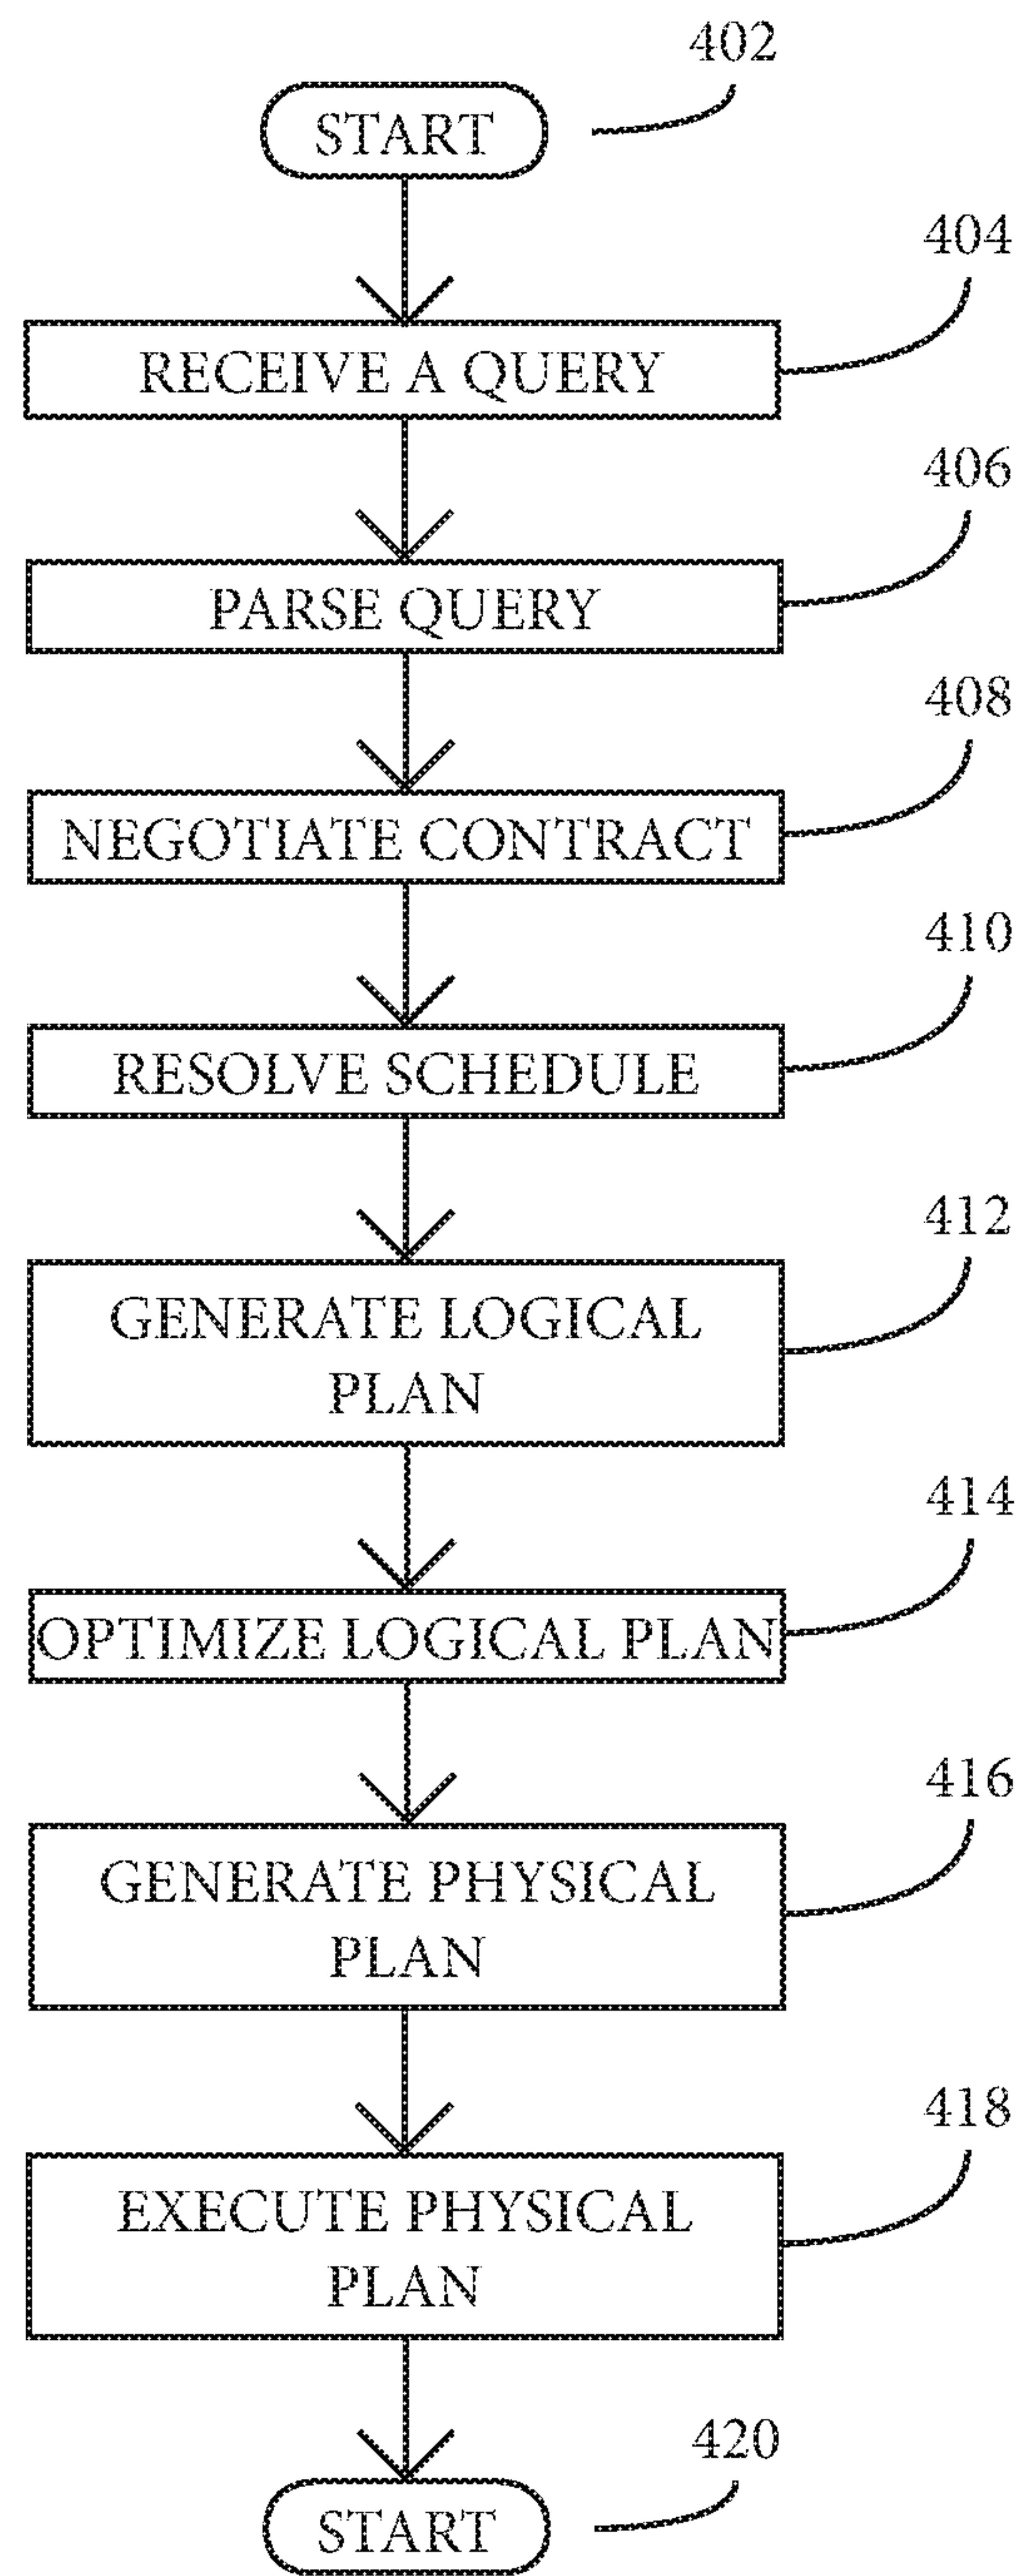 402
START
404
RECEIVE A QUERY
406
PARSE QUERY
408
NEGOTIATE CONTRACT
410
RESOLVE SCHEDULE
412
GENERATE LOGICAL
PLAN
414
OPTIMIZE LOGICAL PLAN
416
GENERATE PHYSICAL
PLAN
418
EXECUTE PHYSICAL
PLAN
420
START